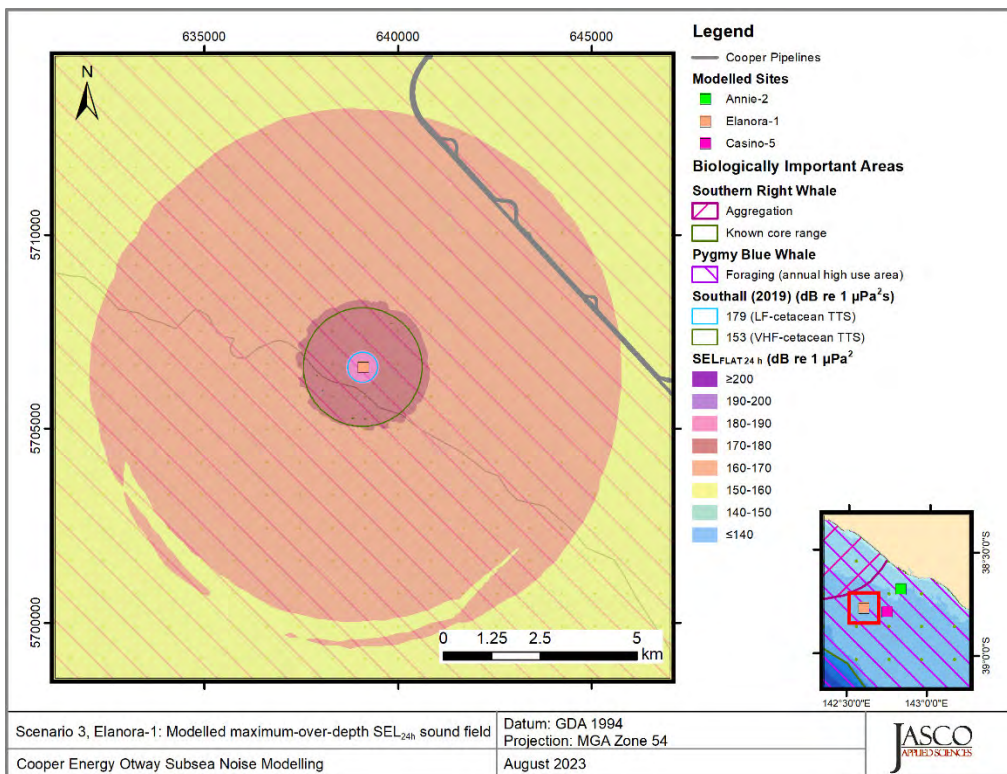 635000 640000 645000
N
5710000
5705000
5700000
0 1.25 2.5 5
km
Legend
Cooper Pipelines
Modelled Sites
Annie-2
Elanora-1
Casino-5
Biologically Important Areas
Southern Right Whale
Aggregation
Known core range
Pygmy Blue Whale
Foraging (annual high use area)
Southall (2019) (dB re 1 µPa²s)
179 (LF-cetacean TTS)
153 (VHF-cetacean TTS)
SELFLAT 24 h (dB re 1 µPa²
≥200
190-200
180-190
170-180
160-170
150-160
140-150
≤140
38°30'0"S
39°0'0"S
142°30'0"E 143°0'0"E
Scenario 3, Elanora-1: Modelled maximum-over-depth SEL24h sound field
Datum: GDA 1994
Projection: MGA Zone 54
Cooper Energy Otway Subsea Noise Modelling
August 2023
JASCO
APPLIED SCIENCES